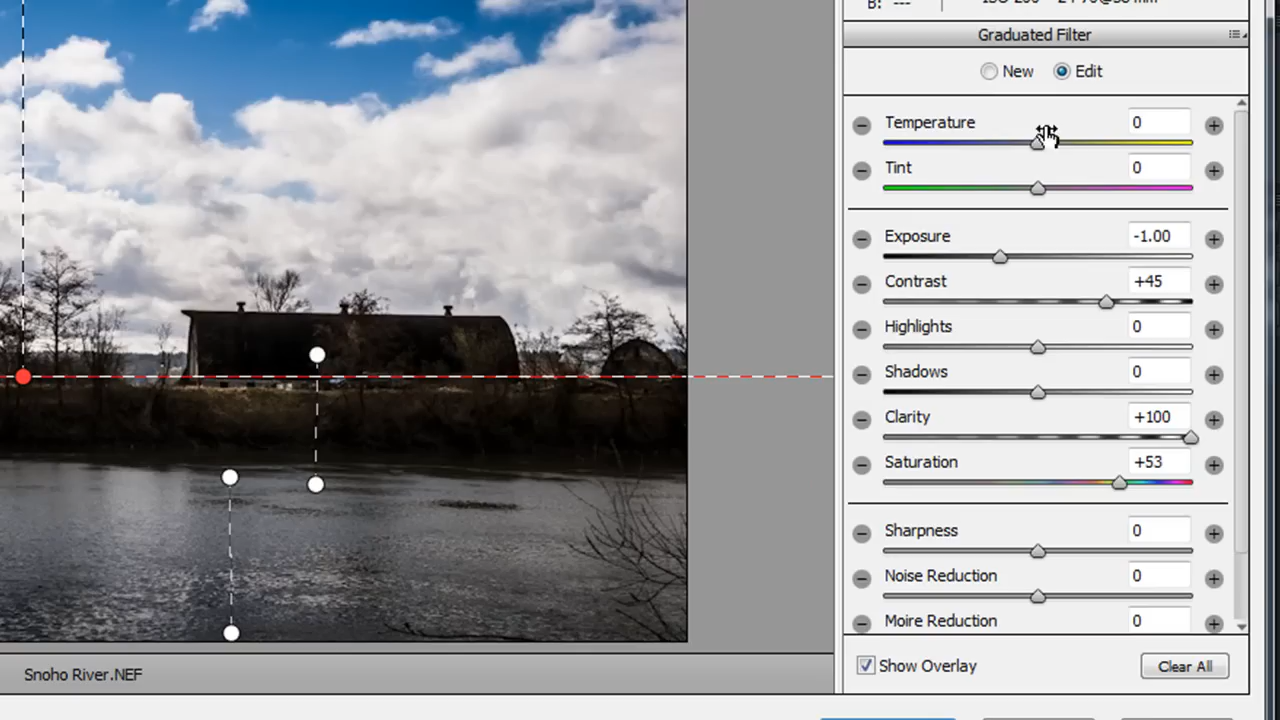 B: ---
Graduated Filter
New Edit
Temperature 0
Tint 0
Exposure -1.00
Contrast +45
Highlights 0
Shadows 0
Clarity +100
Saturation +53
Sharpness 0
Noise Reduction 0
Moire Reduction 0
Show Overlay Clear All
Snoho River.NEF